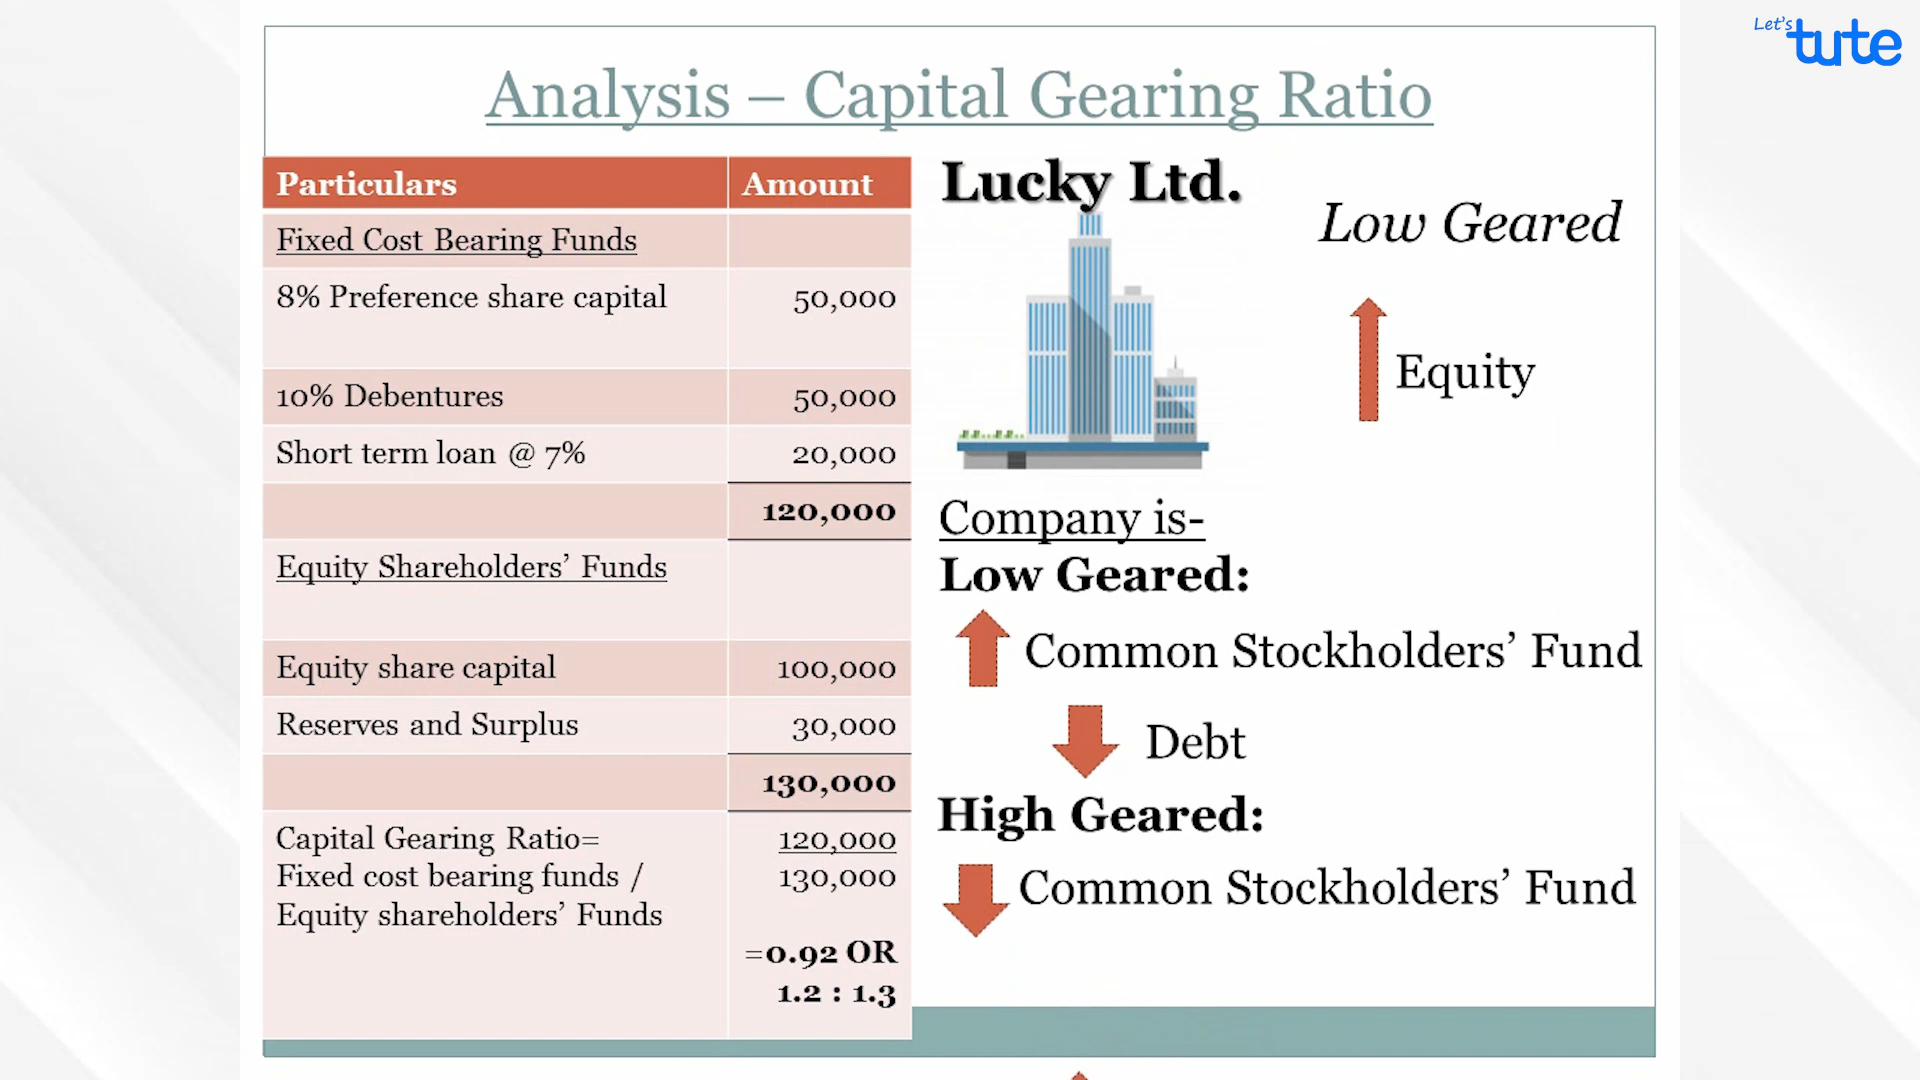 Let's
tute
Analysis – Capital Gearing Ratio
Particulars Amount
Fixed Cost Bearing Funds
8% Preference share capital 50,000
10% Debentures 50,000
Short term loan @ 7% 20,000
120,000
Equity Shareholders’ Funds
Equity share capital 100,000
Reserves and Surplus 30,000
130,000
Capital Gearing Ratio= 120,000
Fixed cost bearing funds / 130,000
Equity shareholders’ Funds
=0.92 OR
1.2 : 1.3
Lucky Ltd.
Low Geared
Equity
Company is-
Low Geared:
Common Stockholders’ Fund
Debt
High Geared:
Common Stockholders’ Fund